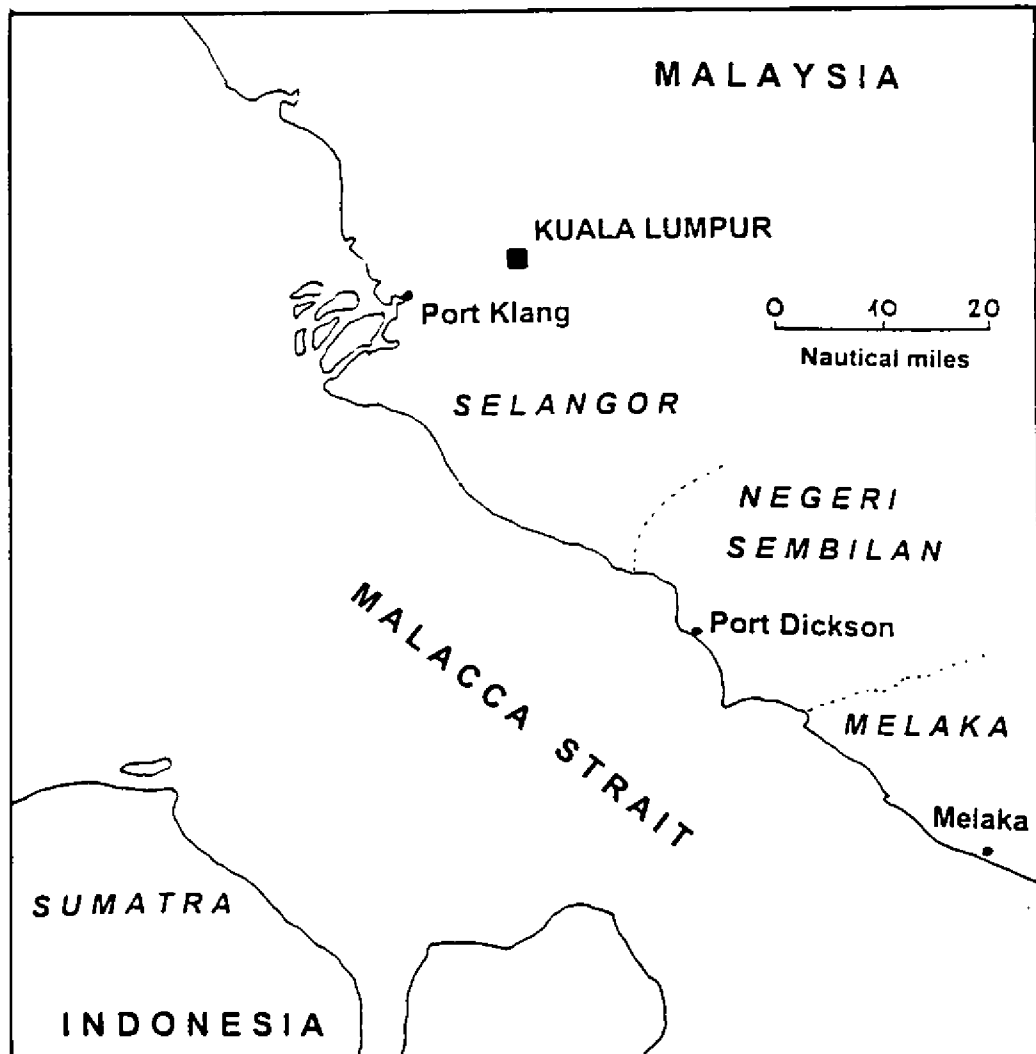 MALAYSIA
KUALA LUMPUR
Port Klang
0 10 20
Nautical miles
SELANGOR
NEGERI
SEMBILAN
MALACCA STRAIT
Port Dickson
MELAKA
Melaka
SUMATRA
INDONESIA